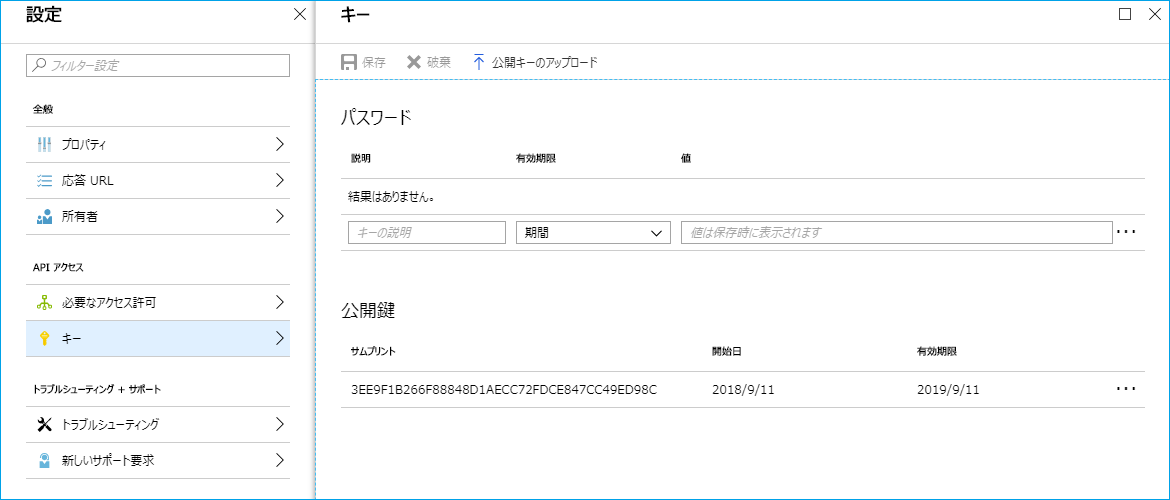 設定
フィルター設定
全般
プロパティ
応答 URL
所有者
API アクセス
必要なアクセス許可
キー
トラブルシューティング + サポート
トラブルシューティング
新しいサポート要求
キー
保存 破棄 公開キーのアップロード
パスワード
説明 有効期限 値
結果はありません。
キーの説明 期間 値は保存時に表示されます
公開鍵
サムプリント 開始日 有効期限
3EE9F1B266F88848D1AECC72FDCE847CC49ED98C 2018/9/11 2019/9/11